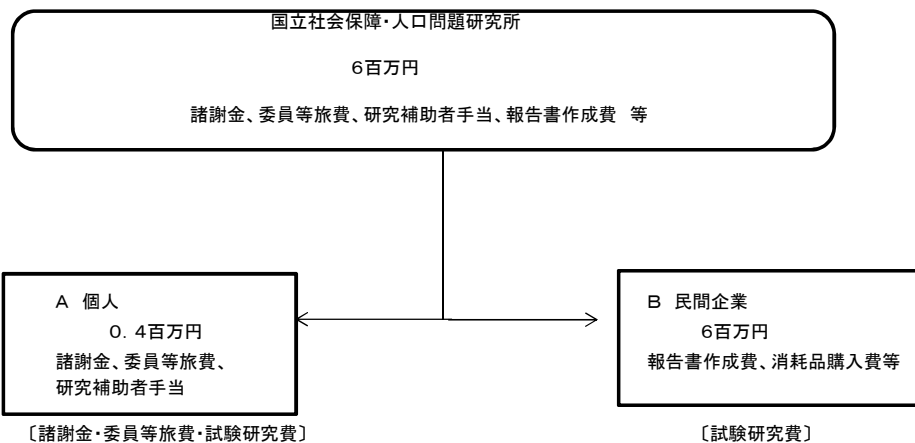 国立社会保障・人口問題研究所
6百万円
諸謝金、委員等旅費、研究補助者手当、報告書作成費　等
A　個人
0．4百万円
諸謝金、委員等旅費、
研究補助者手当
〔諸謝金・委員等旅費・試験研究費〕
B　民間企業
6百万円
報告書作成費、消耗品購入費等
〔試験研究費〕